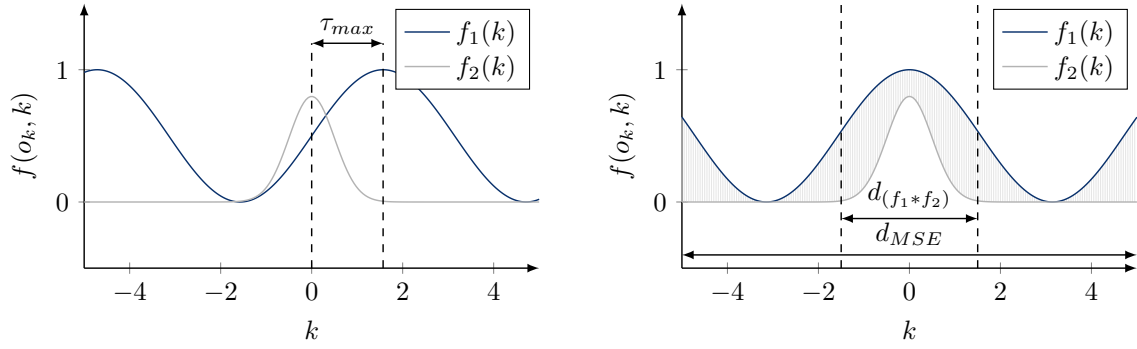 f(o_k, k)
1
0
τ_max
f_1(k)
f_2(k)
−4 −2 0 2 4
k
f(o_k, k)
1
0
f_1(k)
f_2(k)
d_(f_1∗f_2)
d_MSE
−4 −2 0 2 4
k